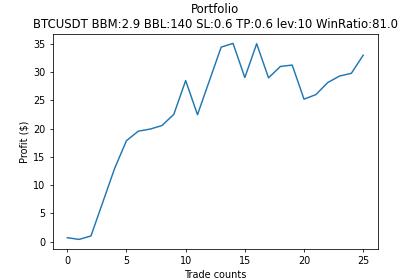 Portfolio
BTCUSDT BBM:2.9 BBL:140 SL:0.6 TP:0.6 lev:10 WinRatio:81.0
35
30
25
20
15
10
5
0
Profit ($)
0 5 10 15 20 25
Trade counts